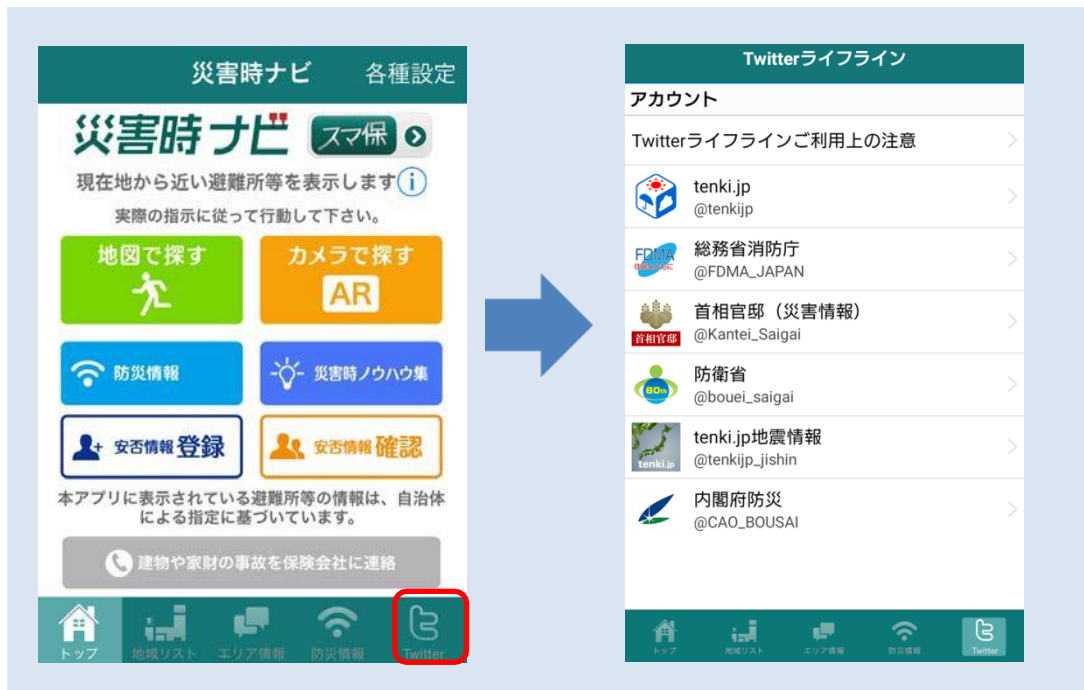 災害時ナビ
各種設定
災害時ナビ
スマ保
現在地から近い避難所等を表示します i
実際の指示に従って行動して下さい。
地図で探す
カメラで探す
AR
防災情報
災害時ノウハウ集
安否情報 登録
安否情報 確認
本アプリに表示されている避難所等の情報は、自治体
による指定に基づいています。
建物や家財の事故を保険会社に連絡
トップ
地域リスト
エリア情報
防災情報
Twitter
Twitterライフライン
アカウント
Twitterライフラインご利用上の注意
tenki.jp
@tenkijp
FDMA
総務省消防庁
@FDMA_JAPAN
首相官邸
首相官邸（災害情報）
@Kantei_Saigai
60th
防衛省
@bouei_saigai
tenki.jp
tenki.jp地震情報
@tenkijp_jishin
内閣府防災
@CAO_BOUSAI
トップ
地域リスト
エリア情報
防災情報
Twitter